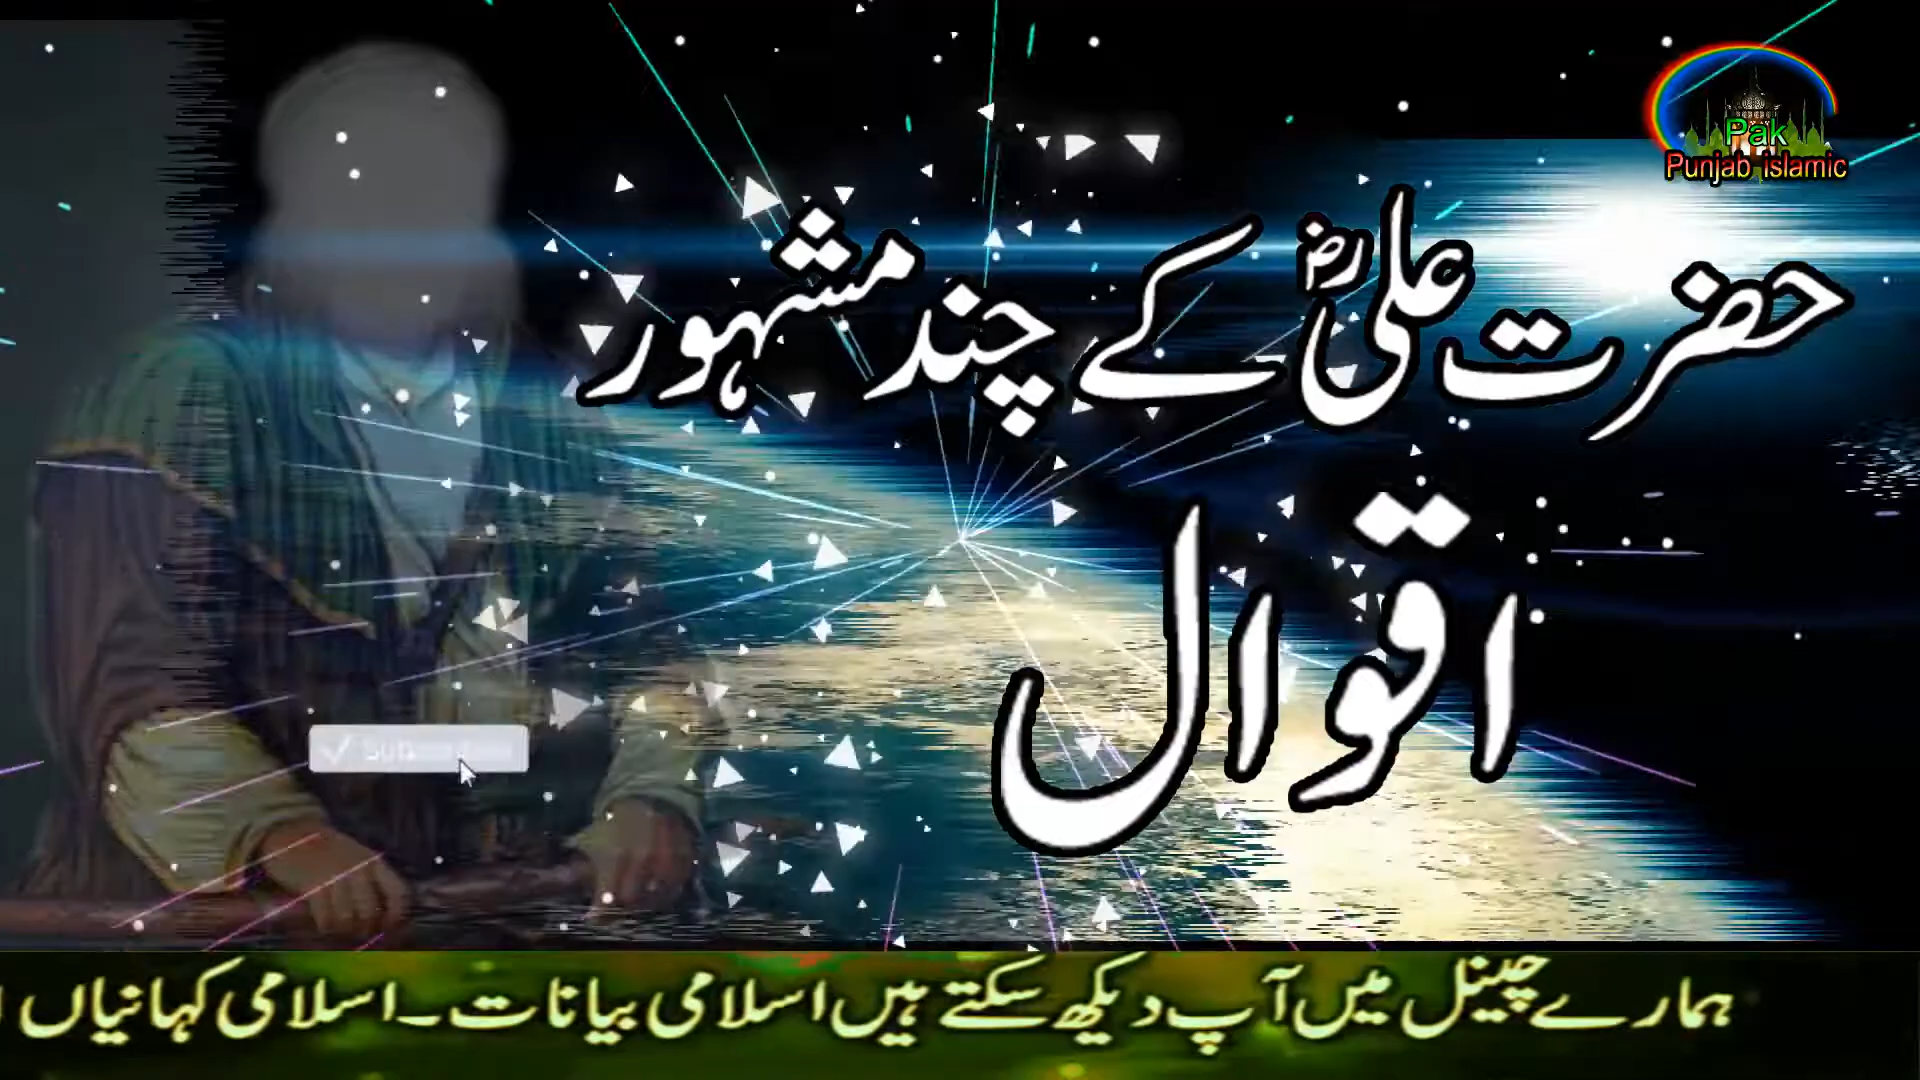 Pak
Punjab islamic
حضرت علیؓ کے چند مشہور
اقوال
ہمارے چینل میں آپ دیکھ سکتے ہیں اسلامی بیانات۔اسلامی کہانیاں